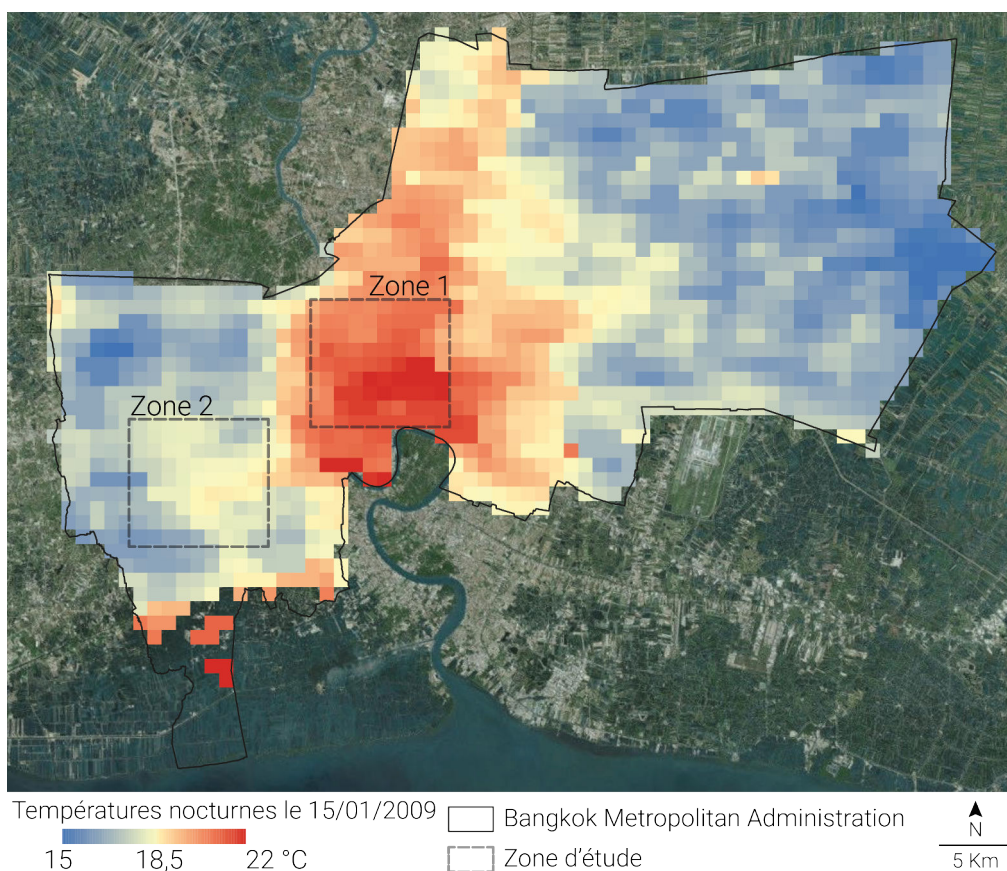 Zone 1
Zone 2
Températures nocturnes le 15/01/2009
15 18,5 22 °C
Bangkok Metropolitan Administration
Zone d'étude
N
5 Km